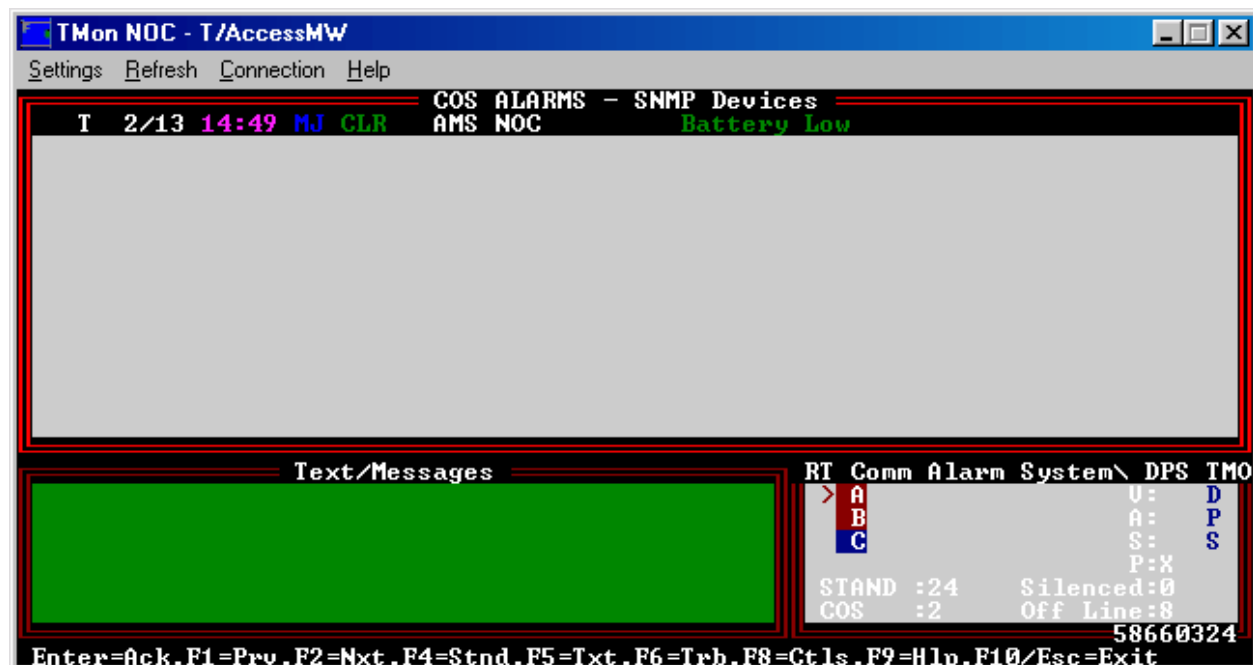 TMon NOC - T/AccessMW
Settings Refresh Connection Help
COS ALARMS - SNMP Devices
T 2/13 14:49 MJ CLR AMS NOC Battery Low
Text/Messages
RT Comm Alarm System\ DPS TMO
> A V: D
B A: P
C S: S
P:X
STAND :24 Silenced:0
COS :2 Off Line:8
58660324
Enter=Ack,F1=Prv,F2=Nxt,F4=Stnd,F5=Txt,F6=Trb,F8=Ctls,F9=Hlp,F10/Esc=Exit